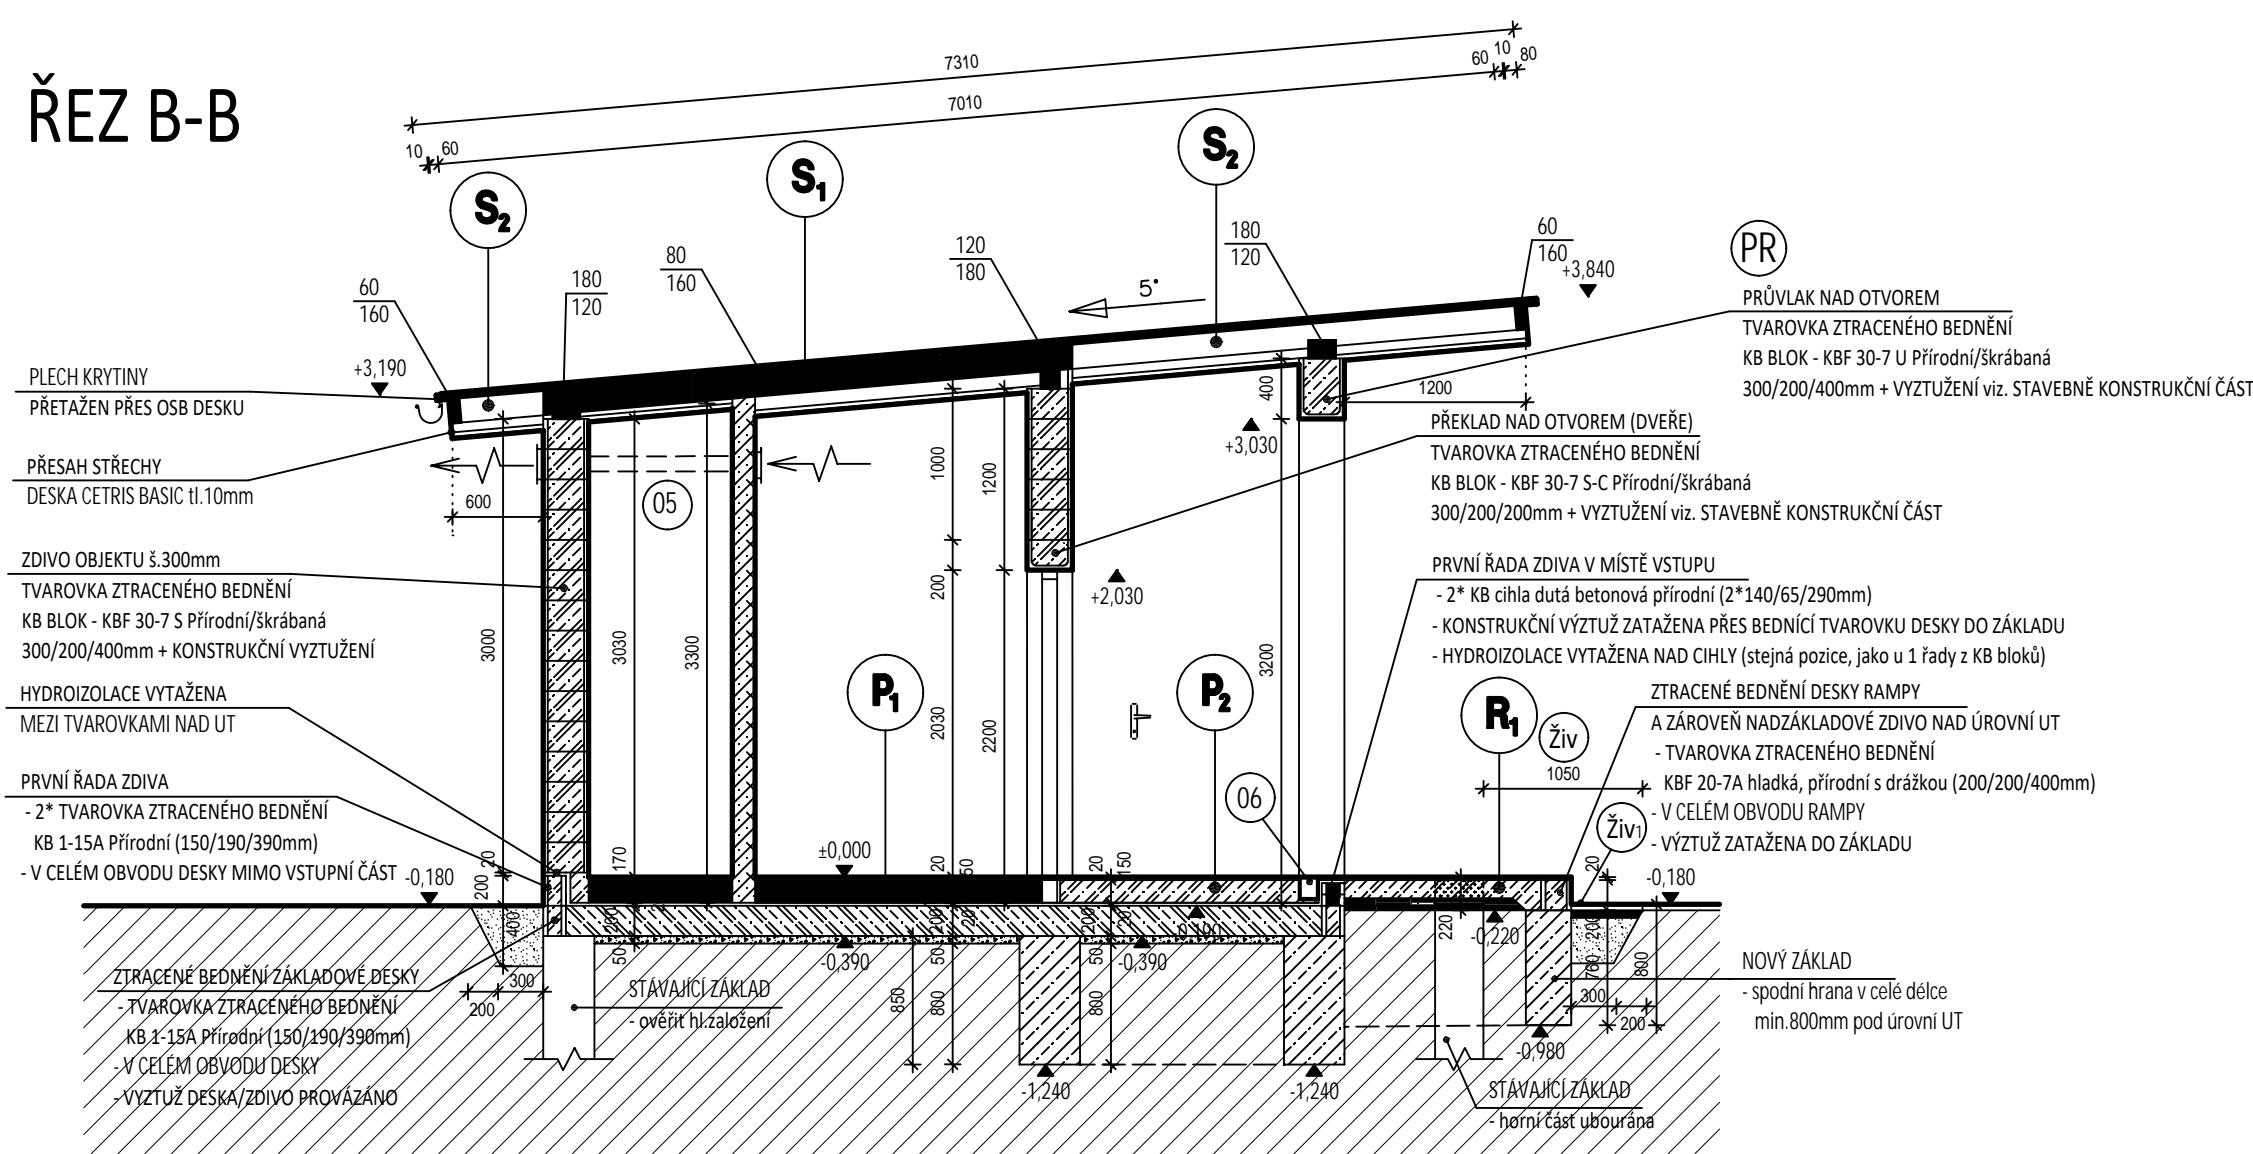 ŘEZ B-B
7310
7010
60
10
80
10
60
S2
S1
S2
60
160
180
120
80
160
120
180
180
120
60
160
5°
+3,840
+3,190
PLECH KRYTINY
PŘETAŽEN PŘES OSB DESKU
PŘESAH STŘECHY
DESKA CETRIS BASIC tl.10mm
600
ZDIVO OBJEKTU š.300mm
TVAROVKA ZTRACENÉHO BEDNĚNÍ
KB BLOK - KBF 30-7 S Přírodní/škrábaná
300/200/400mm + KONSTRUKČNÍ VYZTUŽENÍ
HYDROIZOLACE VYTAŽENA
MEZI TVAROVKAMI NAD UT
PRVNÍ ŘADA ZDIVA
- 2* TVAROVKA ZTRACENÉHO BEDNĚNÍ
KB 1-15A Přírodní (150/190/390mm)
- V CELÉM OBVODU DESKY MIMO VSTUPNÍ ČÁST
-0,180
ZTRACENÉ BEDNĚNÍ ZÁKLADOVÉ DESKY
- TVAROVKA ZTRACENÉHO BEDNĚNÍ
KB 1-15A Přírodní (150/190/390mm)
- V CELÉM OBVODU DESKY
- VYZTUŽ DESKA/ZDIVO PROVÁZÁNO
PR
PRŮVLAK NAD OTVOREM
TVAROVKA ZTRACENÉHO BEDNĚNÍ
KB BLOK - KBF 30-7 U Přírodní/škrábaná
300/200/400mm + VYZTUŽENÍ viz. STAVEBNĚ KONSTRUKČNÍ ČÁST
1200
PŘEKLAD NAD OTVOREM (DVEŘE)
TVAROVKA ZTRACENÉHO BEDNĚNÍ
KB BLOK - KBF 30-7 S-C Přírodní/škrábaná
300/200/200mm + VYZTUŽENÍ viz. STAVEBNĚ KONSTRUKČNÍ ČÁST
PRVNÍ ŘADA ZDIVA V MÍSTĚ VSTUPU
- 2* KB cihla dutá betonová přírodní (2*140/65/290mm)
- KONSTRUKČNÍ VÝZTUŽ ZATAŽENA PŘES BEDNÍCÍ TVAROVKU DESKY DO ZÁKLADU
- HYDROIZOLACE VYTAŽENA NAD CIHLY (stejná pozice, jako u 1 řady z KB bloků)
ZTRACENÉ BEDNĚNÍ DESKY RAMPY
A ZÁROVEŇ NADZÁKLADOVÉ ZDIVO NAD ÚROVNÍ UT
- TVAROVKA ZTRACENÉHO BEDNĚNÍ
KBF 20-7A hladká, přírodní s drážkou (200/200/400mm)
- V CELÉM OBVODU RAMPY
- VÝZTUŽ ZATAŽENA DO ZÁKLADU
-0,180
NOVÝ ZÁKLAD
- spodní hrana v celé délce
min.800mm pod úrovní UT
STÁVAJÍCÍ ZÁKLAD
- horní část ubourána
STÁVAJÍCÍ ZÁKLAD
- ověřit hl.založení
05
06
P1
P2
R1
Živ
Živ1
1050
+3,030
+2,030
±0,000
400
1000
1200
200
3000
3030
3300
2030
2200
3200
20
200
400
170
20
50
20
150
20
200
50
200
20
50
200
20
50
-0,190
-0,390
-0,390
-0,220
220
200
760
800
300
200
300
200
850
800
800
-1,240
-1,240
-0,980